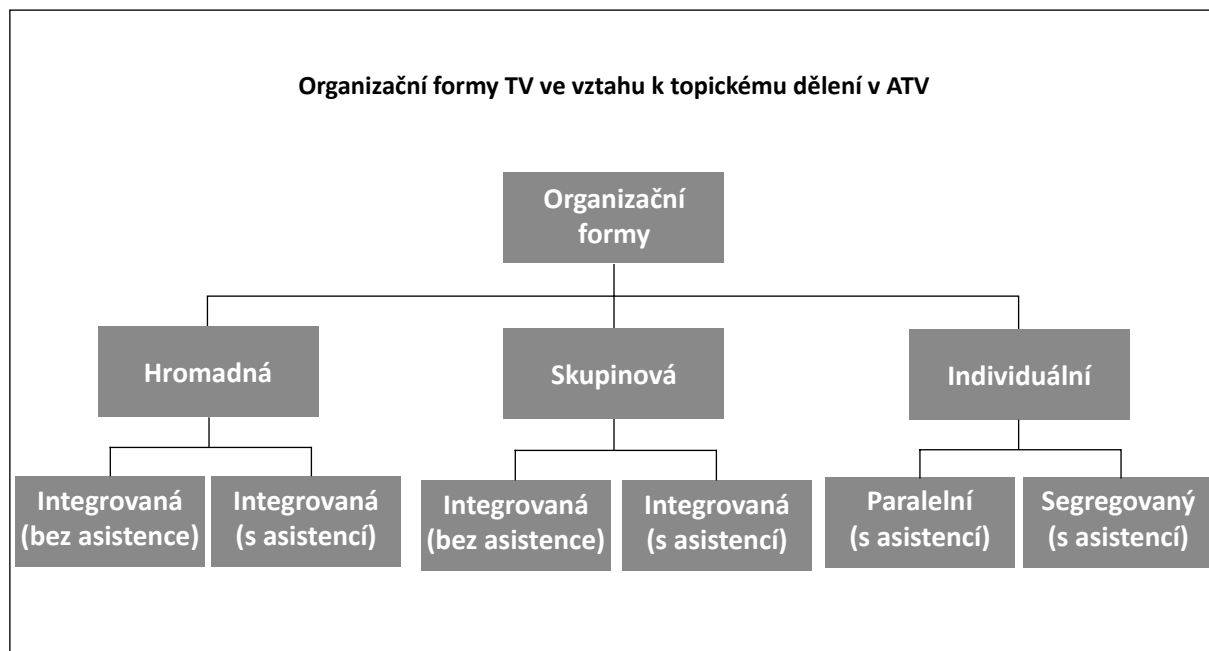 Organizační formy TV ve vztahu k topickému dělení v ATV
Organizační
formy
Hromadná
Skupinová
Individuální
Integrovaná
(bez asistence)
Integrovaná
(s asistencí)
Integrovaná
(bez asistence)
Integrovaná
(s asistencí)
Paralelní
(s asistencí)
Segregovaný
(s asistencí)